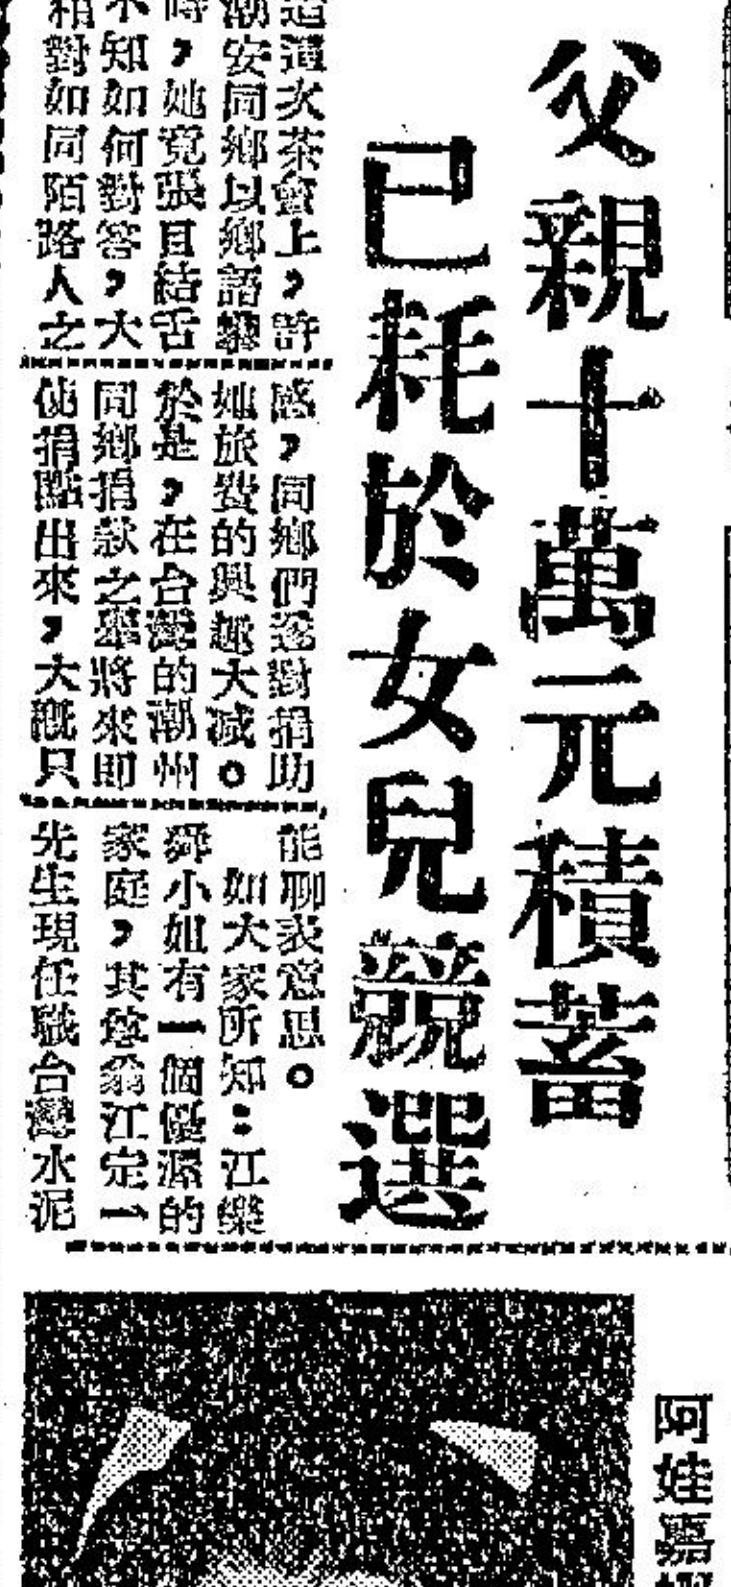 父親十萬元積蓄
已耗於女兒競選
這次茶會上,許
潮安同鄉以鄉語
時,她竟張目結舌
不知如何對答,大
相對如同陌路人之
感,同鄉們遂對捐助
她旅費的興趣大减。
於是,在台灣的潮州
同鄉捐款之舉將來即
使捐點出來,大概只
能聊表意思。
如大家所知:江樂
舜小姐有一個優源的
家庭,其尊翁江定一
先生現任職台灣水泥
阿娃嘉